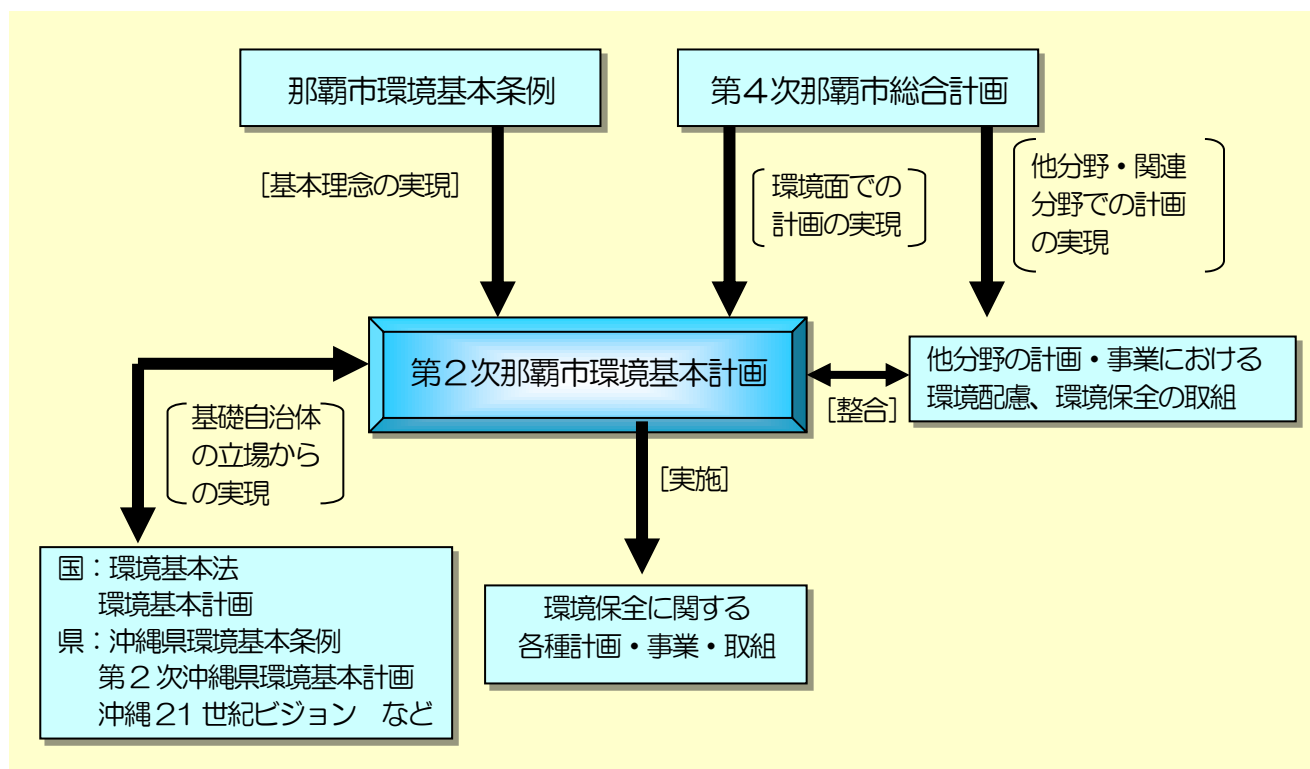 那覇市環境基本条例
第4次那覇市総合計画
[基本理念の実現]
環境面での
計画の実現
他分野・関連
分野での計画
の実現
第2次那覇市環境基本計画
他分野の計画・事業における
環境配慮、環境保全の取組
[整合]
基礎自治体
の立場から
の実現
[実施]
国：環境基本法
環境基本計画
県：沖縄県環境基本条例
第2次沖縄県環境基本計画
沖縄21世紀ビジョン　など
環境保全に関する
各種計画・事業・取組